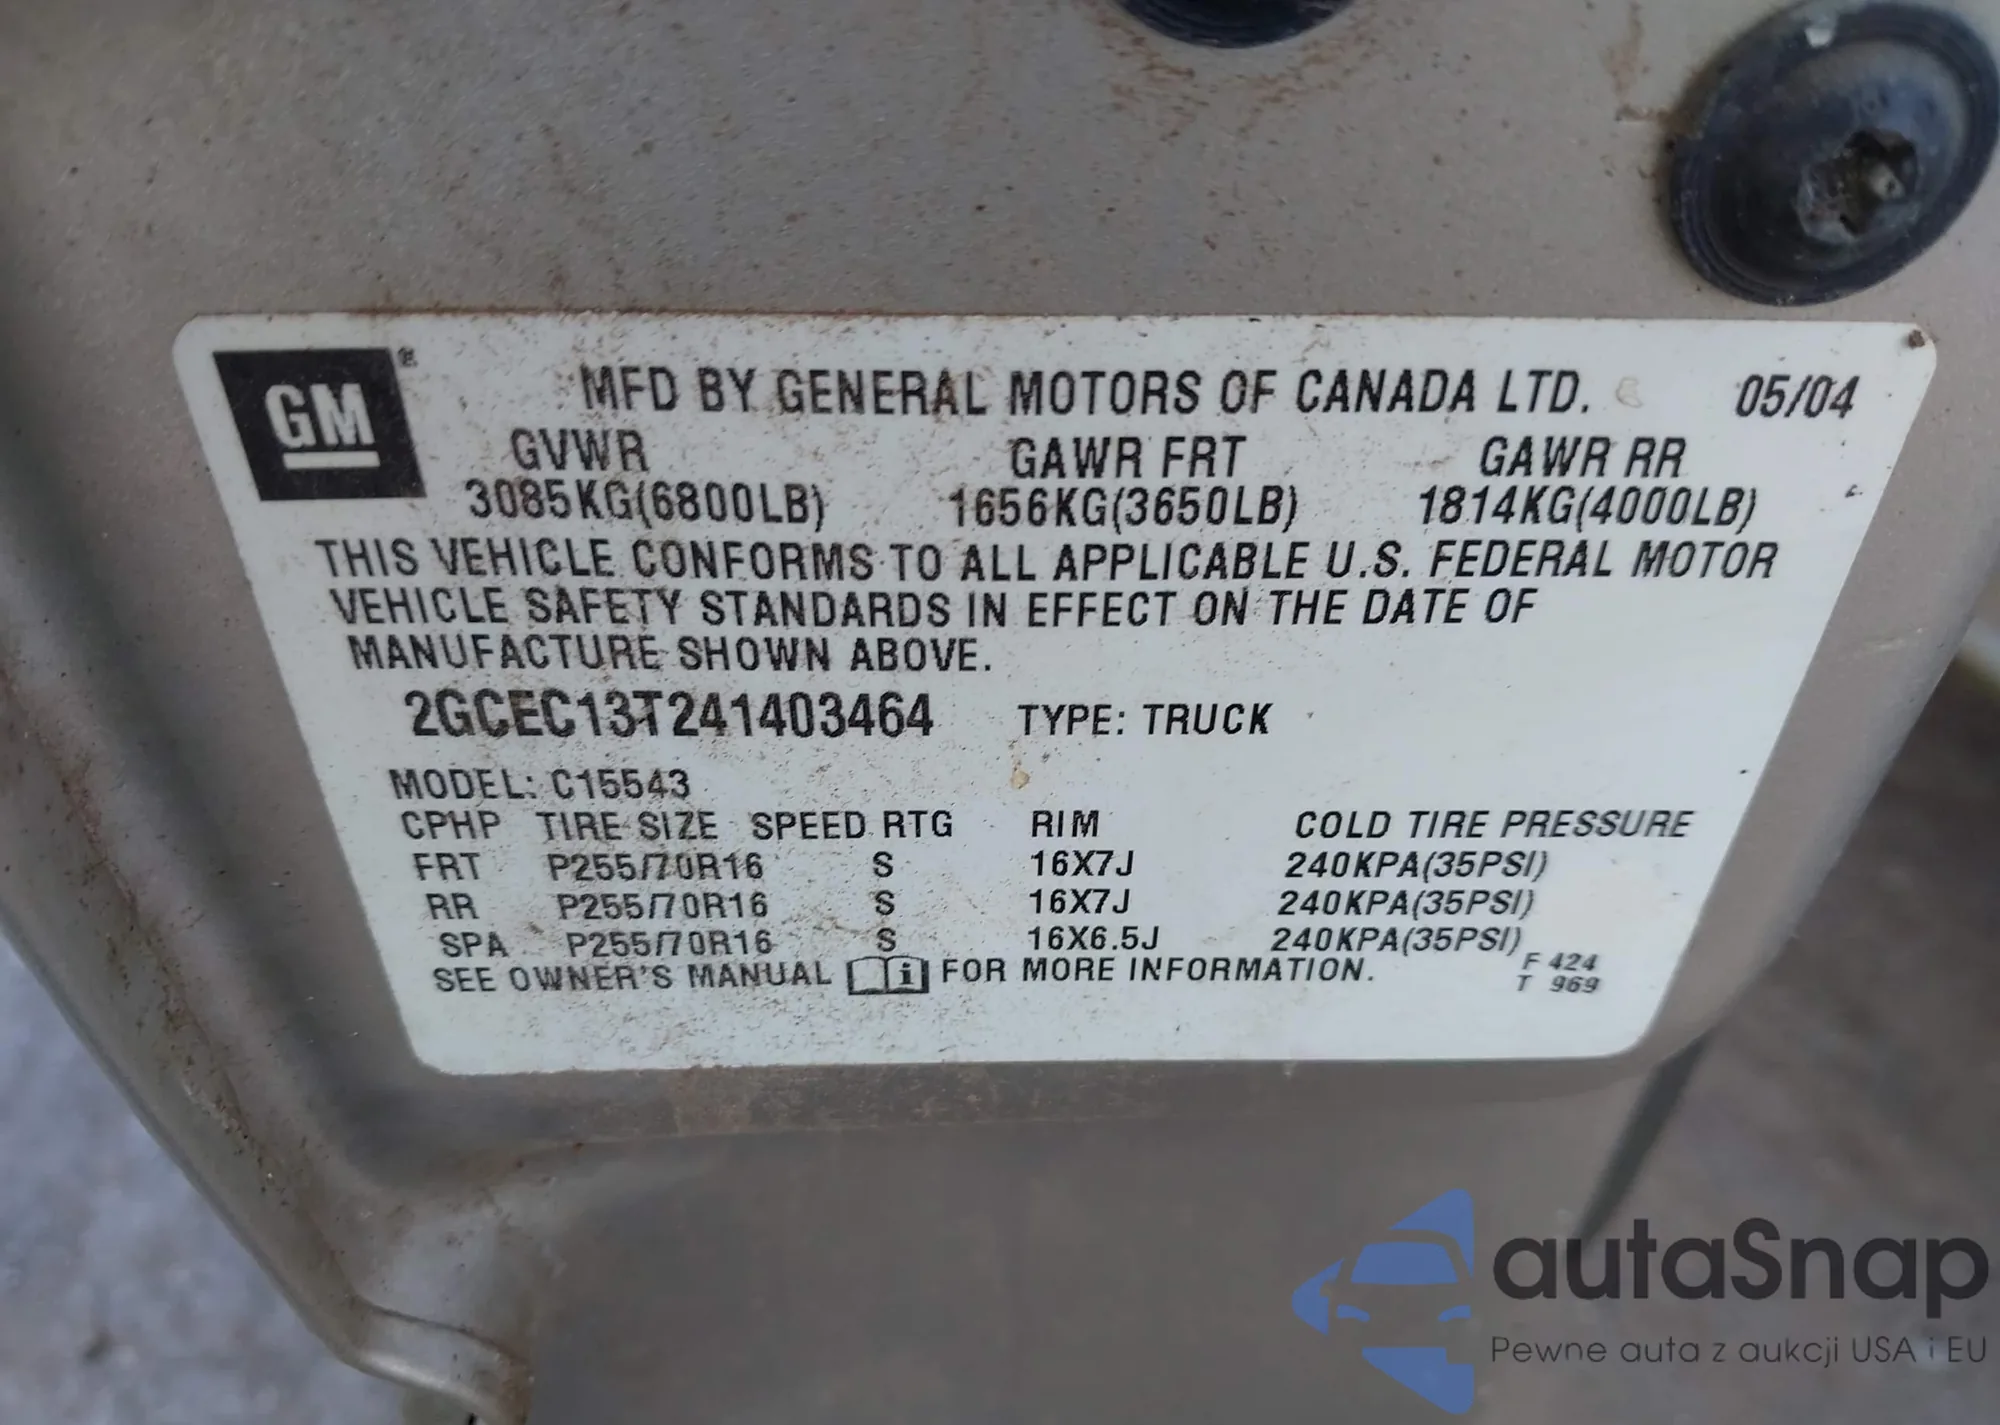 GM®
MFD BY GENERAL MOTORS OF CANADA LTD. 05/04
GVWR GAWR FRT GAWR RR
3085KG(6800LB) 1656KG(3650LB) 1814KG(4000LB)
THIS VEHICLE CONFORMS TO ALL APPLICABLE U.S. FEDERAL MOTOR
VEHICLE SAFETY STANDARDS IN EFFECT ON THE DATE OF
MANUFACTURE SHOWN ABOVE.
2GCEC13T241403464 TYPE: TRUCK
MODEL: C15543
CPHP TIRE SIZE SPEED RTG RIM COLD TIRE PRESSURE
FRT P255/70R16 S 16X7J 240KPA(35PSI)
RR P255/70R16 S 16X7J 240KPA(35PSI)
SPA P255/70R16 S 16X6.5J 240KPA(35PSI)
SEE OWNER'S MANUAL i FOR MORE INFORMATION.
F 424
T 969
autaSnap
Pewne auta z aukcji USA i EU